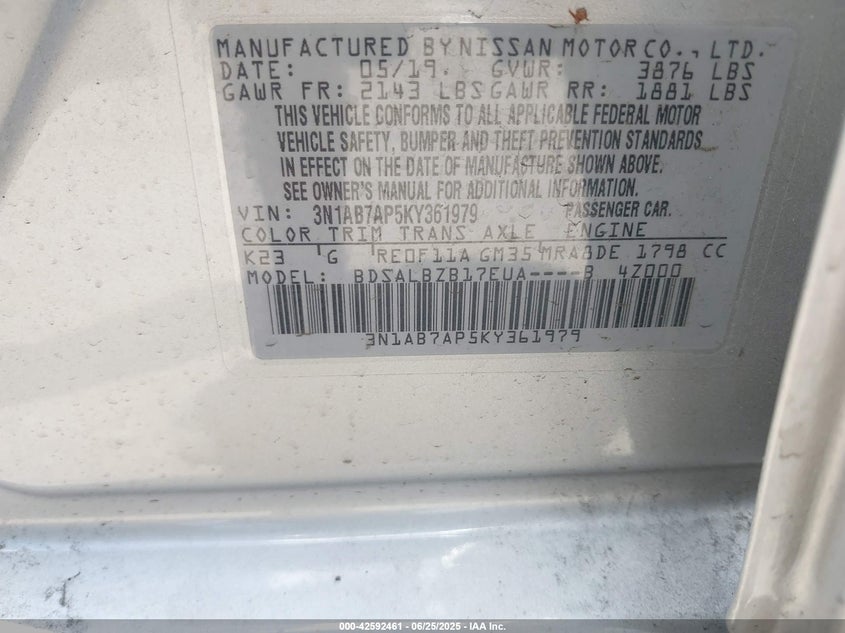 MANUFACTURED BY NISSAN MOTOR CO., LTD.
DATE: 05/19 GVWR: 3876 LBS
GAWR FR: 2143 LBS GAWR RR: 1881 LBS
THIS VEHICLE CONFORMS TO ALL APPLICABLE FEDERAL MOTOR
VEHICLE SAFETY, BUMPER AND THEFT PREVENTION STANDARDS
IN EFFECT ON THE DATE OF MANUFACTURE SHOWN ABOVE.
SEE OWNER'S MANUAL FOR ADDITIONAL INFORMATION.
VIN: 3N1AB7AP5KY361979 PASSENGER CAR.
COLOR TRIM TRANS AXLE ENGINE
K23 G RE0F11A GM35 MRA8DE 1798 CC
MODEL: BDSALBZB17EUA----B 4Z000
3N1AB7AP5KY361979
000-42592461 - 06/25/2025 - IAA Inc.